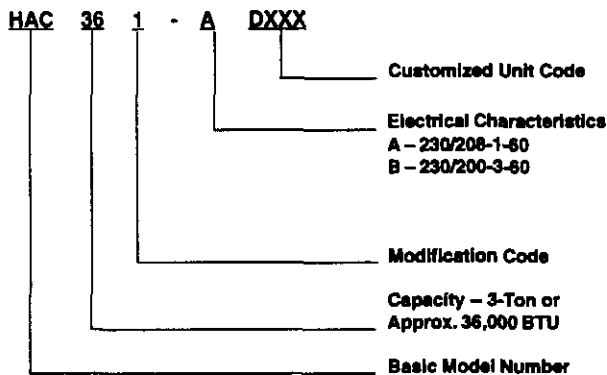 HAC 36 1 - A DXXX
Customized Unit Code
Electrical Characteristics
A – 230/208-1-60
B – 230/200-3-60
Modification Code
Capacity – 3-Ton or
Approx. 36,000 BTU
Basic Model Number